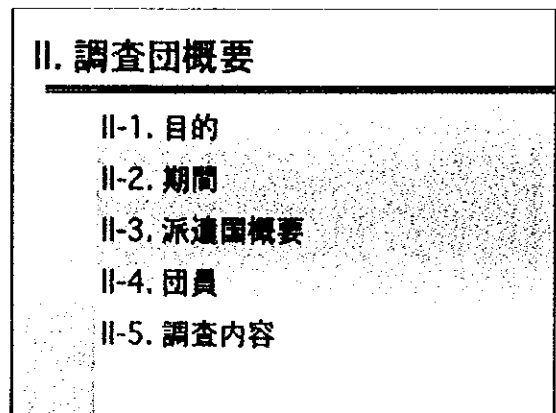 II. 調査団概要
II-1. 目的
II-2. 期間
II-3. 派遣国概要
II-4. 団員
II-5. 調査内容